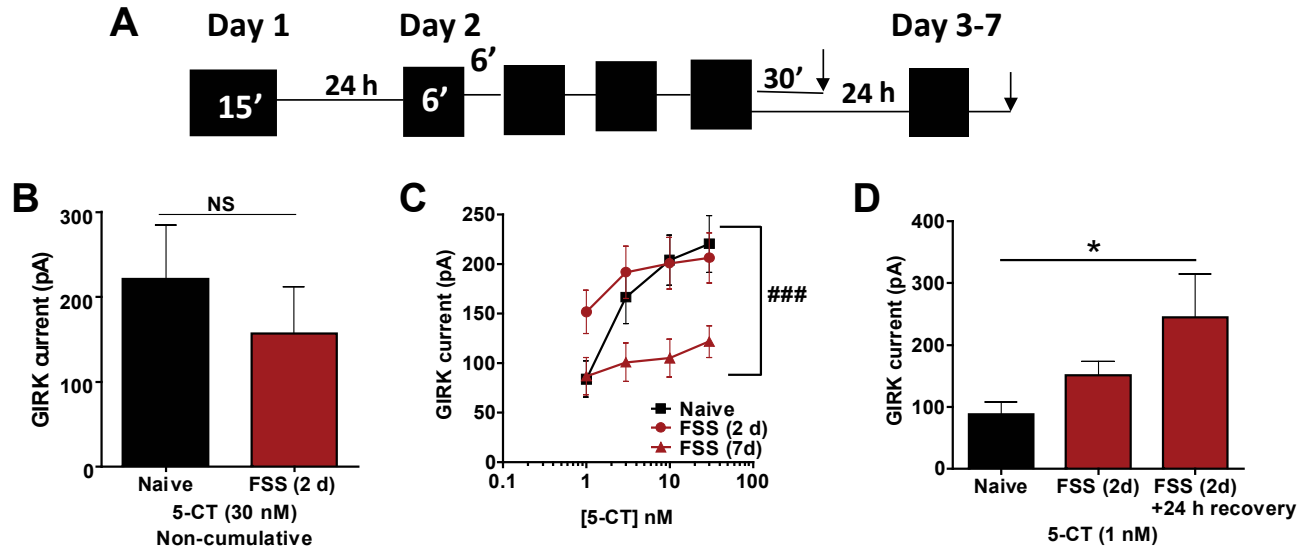 A
Day 1
Day 2
Day 3-7
15’
24 h
6’
6’
30’
24 h
B
GIRK current (pA)
300
200
100
0
NS
Naive
FSS (2 d)
5-CT (30 nM)
Non-cumulative
C
GIRK current (pA)
250
200
150
100
50
0
0.1
1
10
100
[5-CT] nM
###
Naive
FSS (2 d)
FSS (7d)
D
GIRK current (pA)
400
300
200
100
0
*
Naive
FSS (2d)
FSS (2d)
+24 h recovery
5-CT (1 nM)